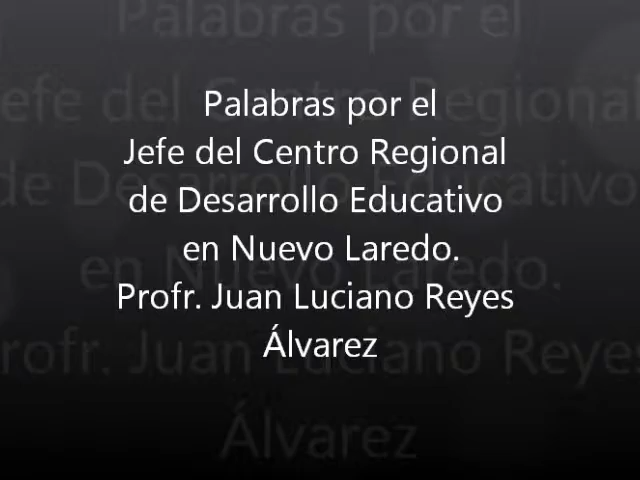 Palabras por el
Jefe del Centro Regional
de Desarrollo Educativo
en Nuevo Laredo.
Profr. Juan Luciano Reyes
Álvarez